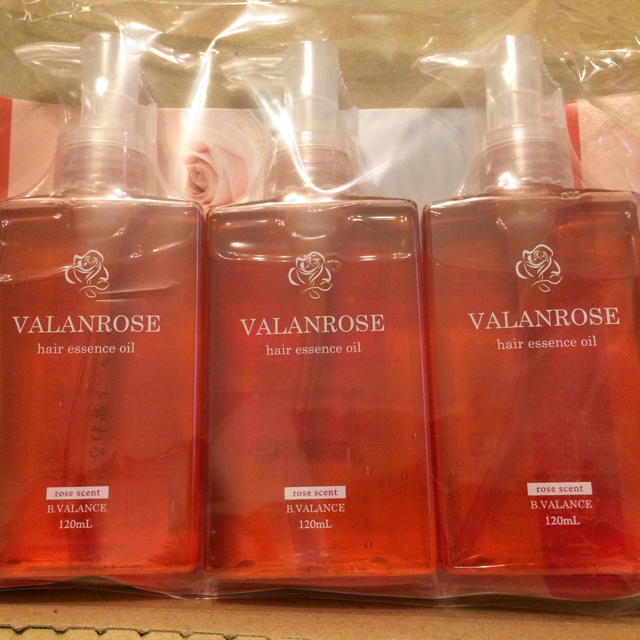 VALANROSE
hair essence oil
rose scent
B.VALANCE
120mL
VALANROSE
hair essence oil
rose scent
B.VALANCE
120mL
VALANROSE
hair essence oil
rose scent
B.VALANCE
120mL